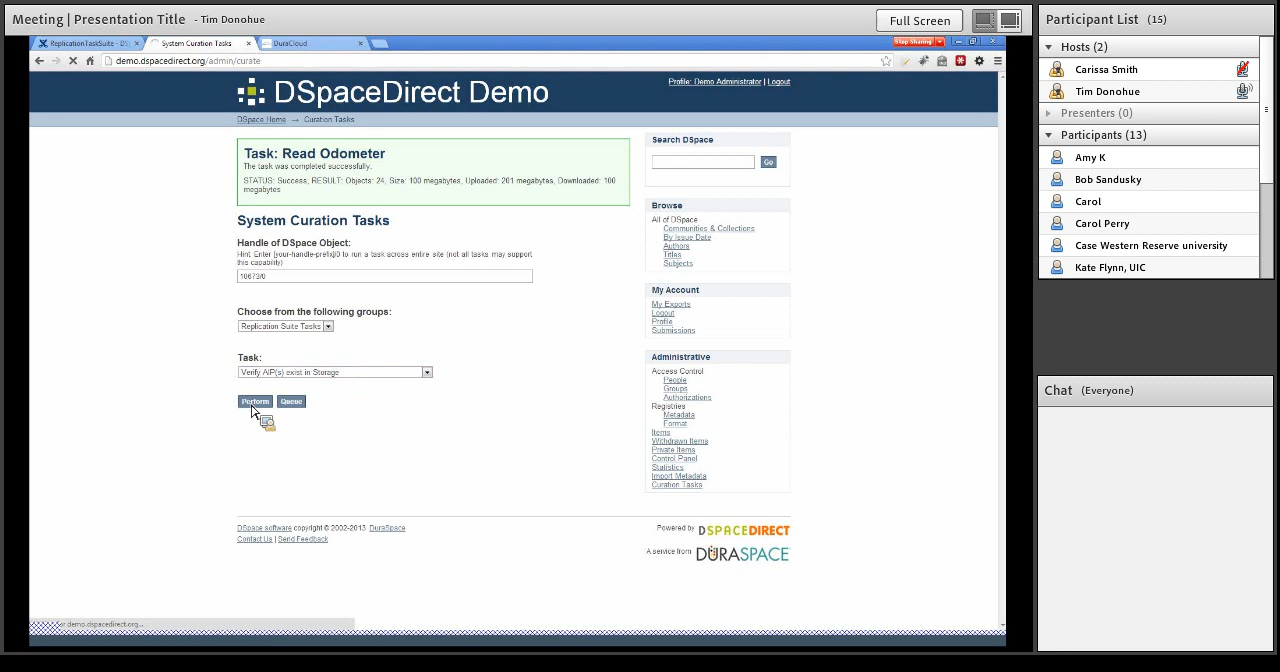 Meeting | Presentation Title - Tim Donohue
Full Screen
ReplicationTaskSuite - DS
System Curation Tasks
DuraCloud
Stop Sharing
demo.dspacedirect.org/admin/curate
DSpaceDirect Demo
Profile: Demo Administrator | Logout
DSpace Home → Curation Tasks
Task: Read Odometer
The task was completed successfully.
STATUS: Success, RESULT: Objects: 24, Size: 100 megabytes, Uploaded: 201 megabytes, Downloaded: 100
megabytes
System Curation Tasks
Handle of DSpace Object:
Hint: Enter [your-handle-prefix]/0 to run a task across entire site (not all tasks may support
this capability)
10673/0
Choose from the following groups:
Replication Suite Tasks
Task:
Verify AIP(s) exist in Storage
Perform
Queue
Search DSpace
Go
Browse
All of DSpace
Communities & Collections
By Issue Date
Authors
Titles
Subjects
My Account
My Exports
Logout
Profile
Submissions
Administrative
Access Control
People
Groups
Authorizations
Registries
Metadata
Format
Items
Withdrawn Items
Private Items
Control Panel
Statistics
Import Metadata
Curation Tasks
DSpace software copyright © 2002-2013 DuraSpace
Contact Us | Send Feedback
Powered by DSPACEDIRECT
A service from DURASPACE
or demo.dspacedirect.org...
Participant List (15)
Hosts (2)
Carissa Smith
Tim Donohue
Presenters (0)
Participants (13)
Amy K
Bob Sandusky
Carol
Carol Perry
Case Western Reserve university
Kate Flynn, UIC
Chat (Everyone)